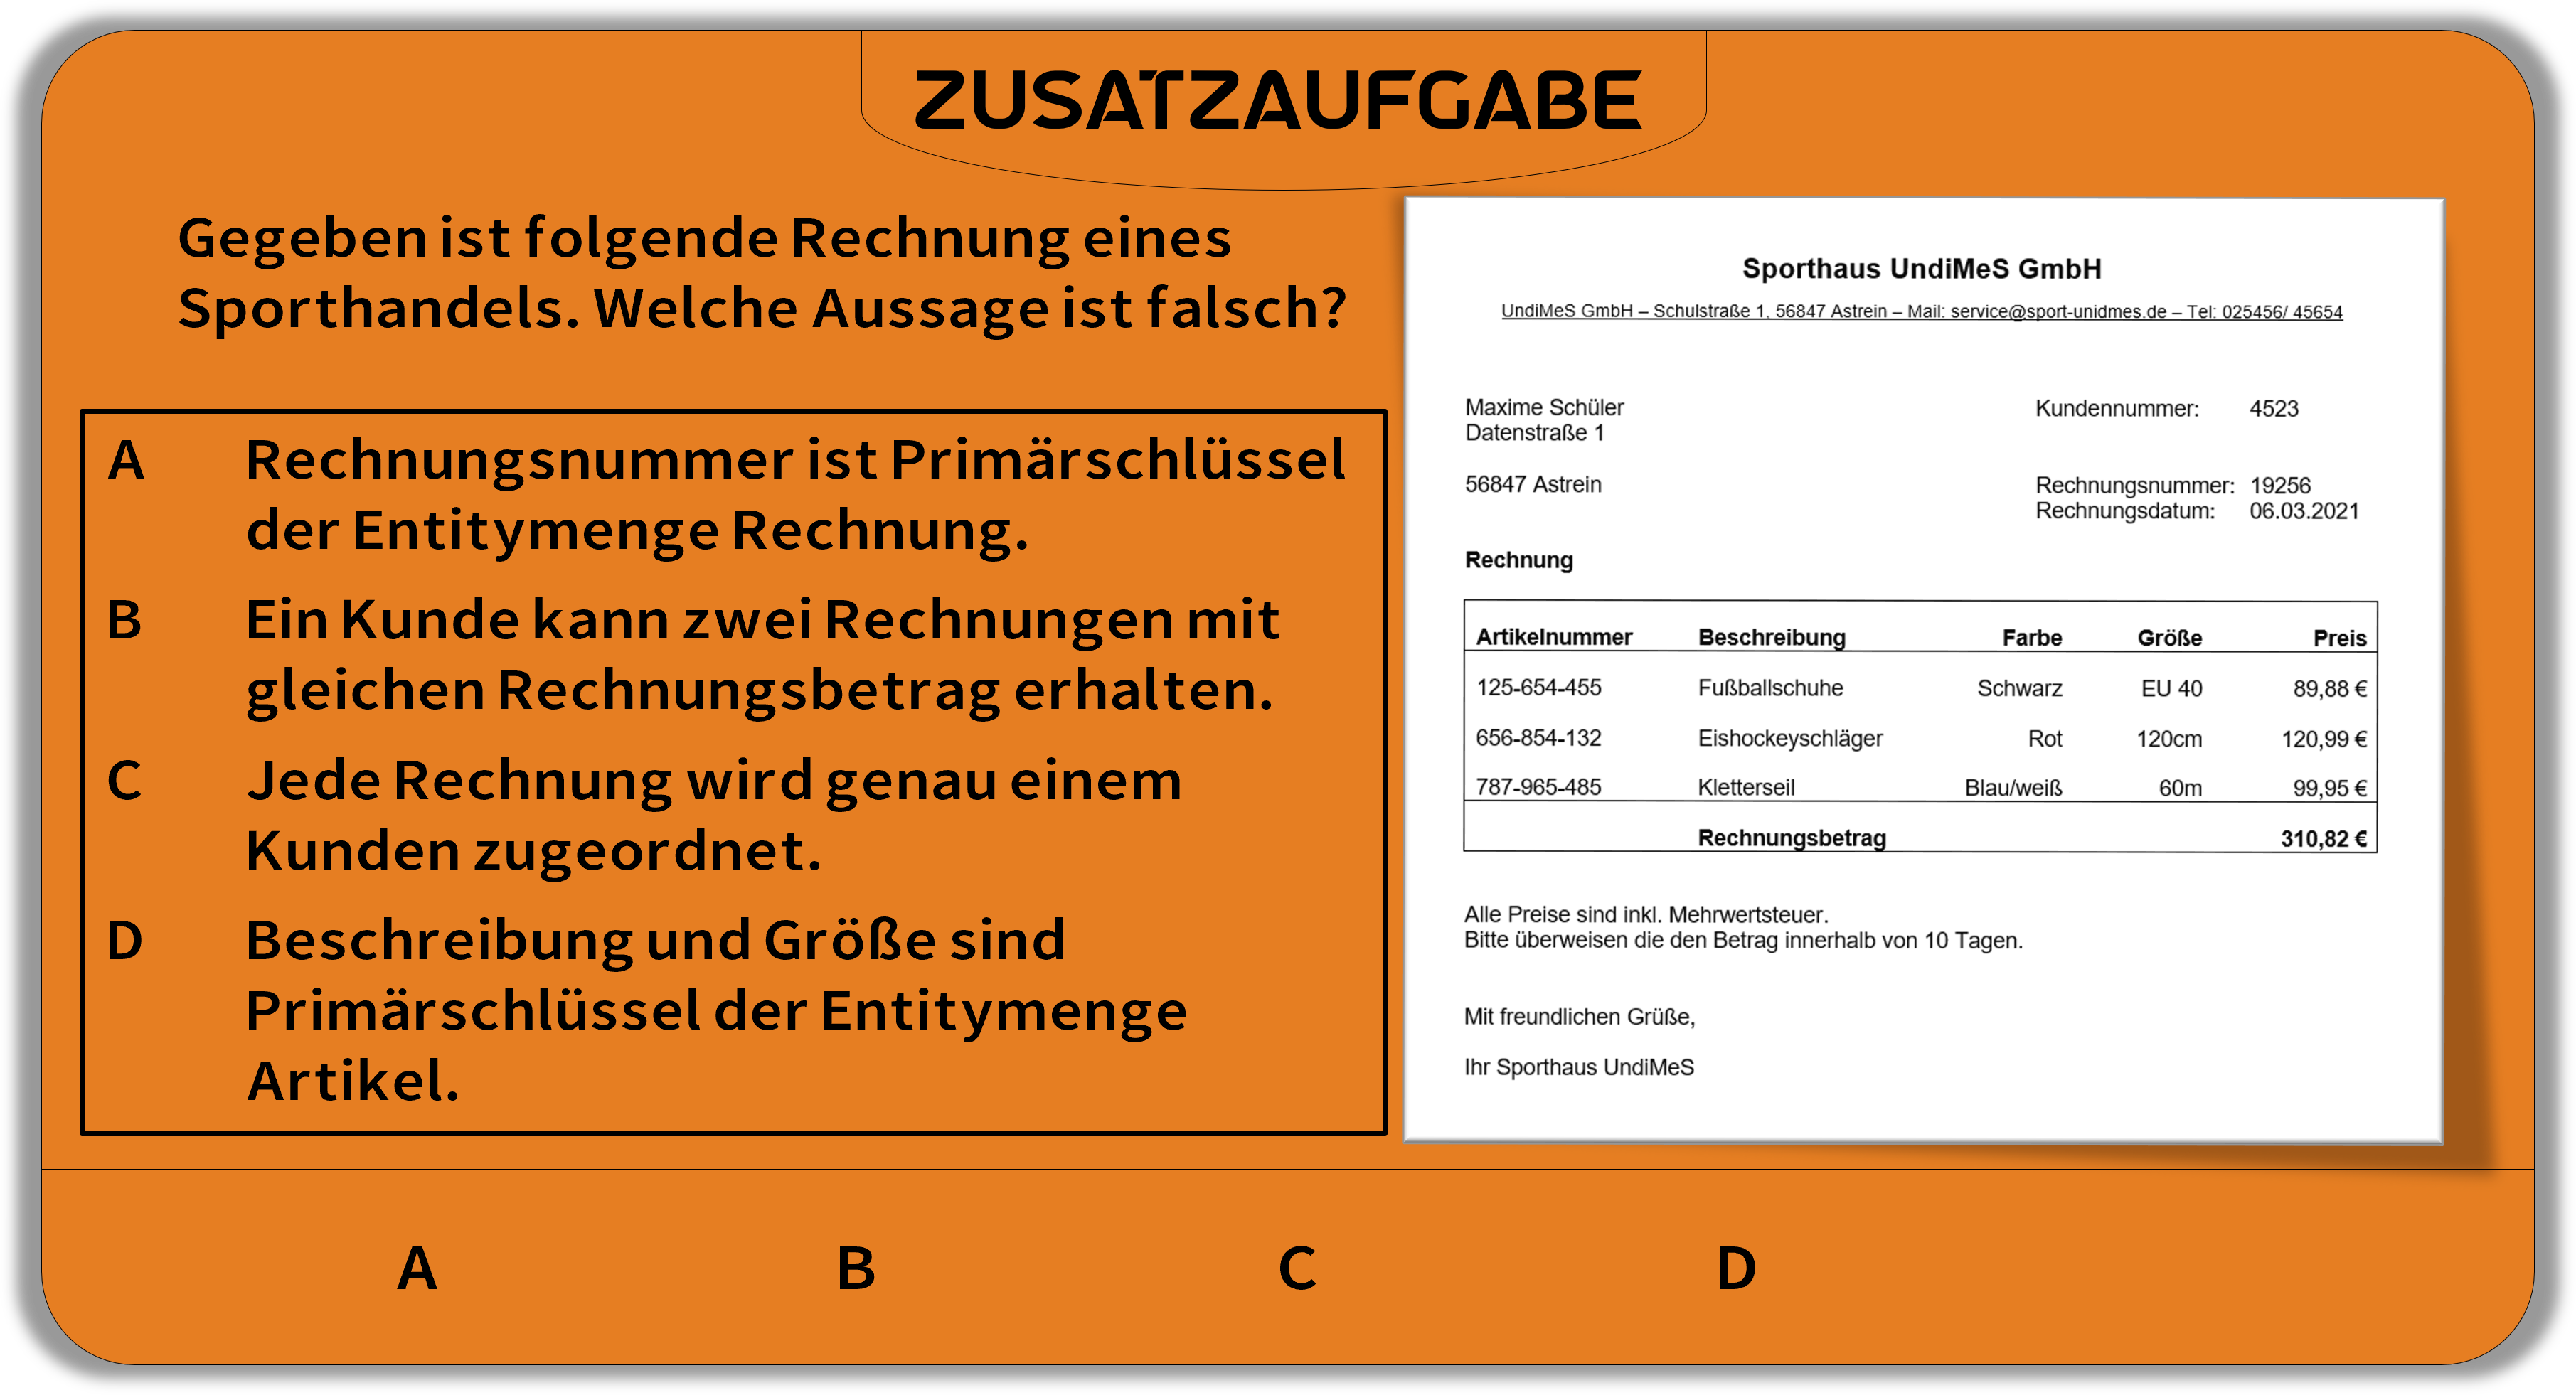 ZUSATZAUFGABE
Gegeben ist folgende Rechnung eines
Sporthandels. Welche Aussage ist falsch?
A Rechnungsnummer ist Primärschlüssel
der Entitymenge Rechnung.
B Ein Kunde kann zwei Rechnungen mit
gleichen Rechnungsbetrag erhalten.
C Jede Rechnung wird genau einem
Kunden zugeordnet.
D Beschreibung und Größe sind
Primärschlüssel der Entitymenge
Artikel.
Sporthaus UndiMeS GmbH
UndiMeS GmbH – Schulstraße 1, 56847 Astrein – Mail: service@sport-unidmes.de – Tel: 025456/ 45654
Maxime Schüler Kundennummer: 4523
Datenstraße 1
56847 Astrein Rechnungsnummer: 19256
Rechnungsdatum: 06.03.2021
Rechnung
Artikelnummer Beschreibung Farbe Größe Preis
125-654-455 Fußballschuhe Schwarz EU 40 89,88 €
656-854-132 Eishockeyschläger Rot 120cm 120,99 €
787-965-485 Kletterseil Blau/weiß 60m 99,95 €
Rechnungsbetrag 310,82 €
Alle Preise sind inkl. Mehrwertsteuer.
Bitte überweisen die den Betrag innerhalb von 10 Tagen.
Mit freundlichen Grüße,
Ihr Sporthaus UndiMeS
A B C D